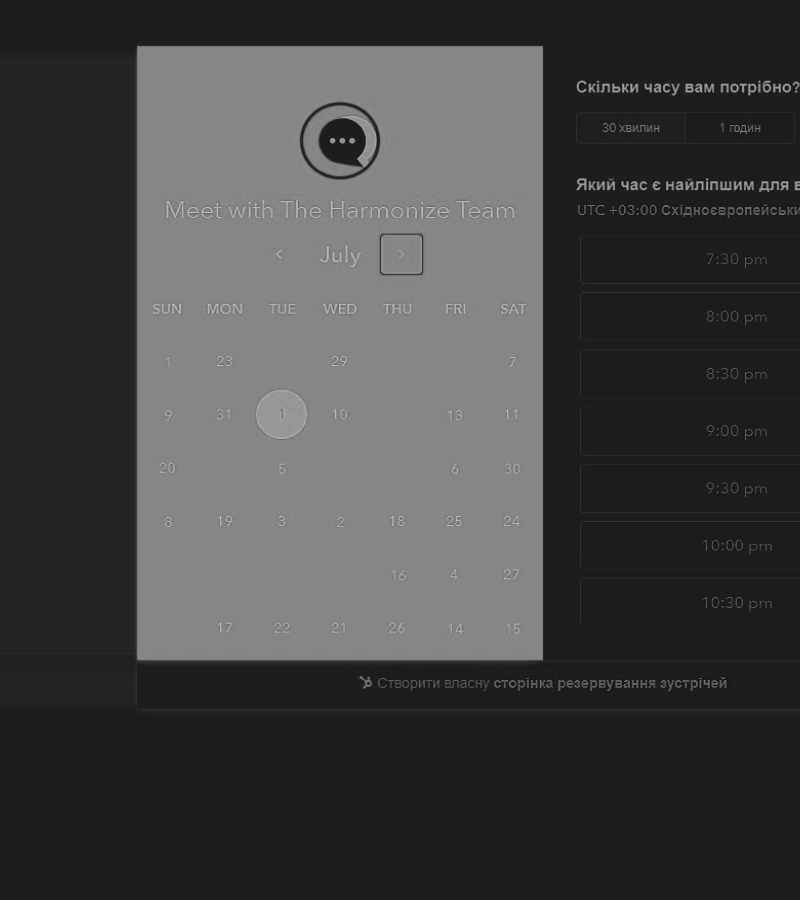 Meet with The Harmonize Team
July
SUN MON TUE WED THU FRI SAT
1 23 29 7
9 31 1 10 13 11
20 5 6 30
8 19 3 2 18 25 24
16 4 27
17 22 21 26 14 15
Скільки часу вам потрібно?
30 хвилин 1 годин
Який час є найліпшим для
UTC +03:00 Східноєвропейськи
7:30 pm
8:00 pm
8:30 pm
9:00 pm
9:30 pm
10:00 pm
10:30 pm
Створити власну сторінка резервування зустрічей